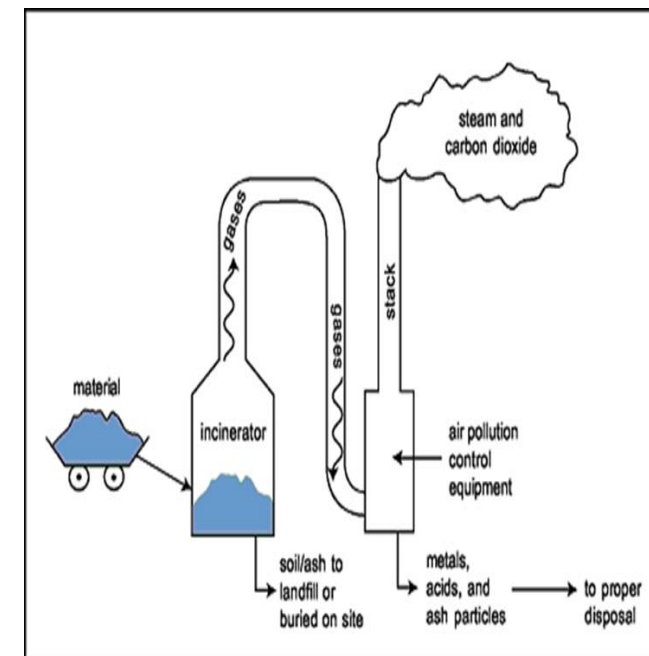 steam and
carbon dioxide
gases
gases
stack
material
incinerator
air pollution
control
equipment
soil/ash to
landfill or
buried on site
metals,
acids, and
ash particles
to proper
disposal